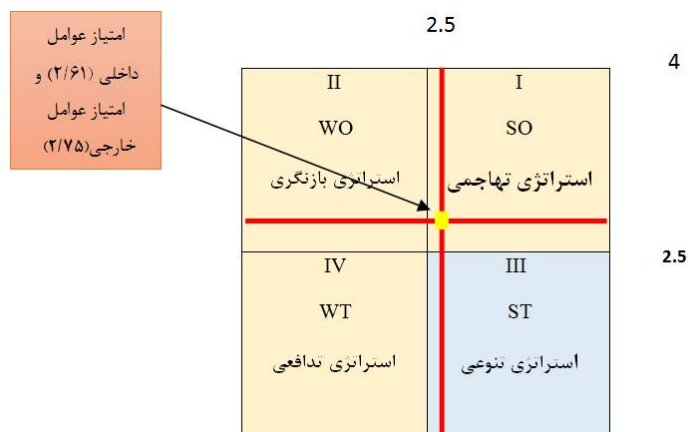 امتیاز عوامل
داخلی (۲/۶۱) و
امتیاز عوامل
خارجی(۲/۷۵)
2.5
4
II
WO
استراتژی بازنگری
I
SO
استراتژی تهاجمی
2.5
IV
WT
استراتژی تدافعی
III
ST
استراتژی تنوعی